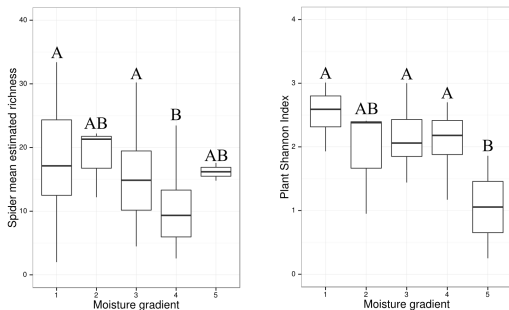 40
30
20
10
0
Spider mean estimated richness
A
AB
A
B
AB
1 2 3 4 5
Moisture gradient
4
3
2
1
0
Plant Shannon Index
A
AB
A
A
B
1 2 3 4 5
Moisture gradient